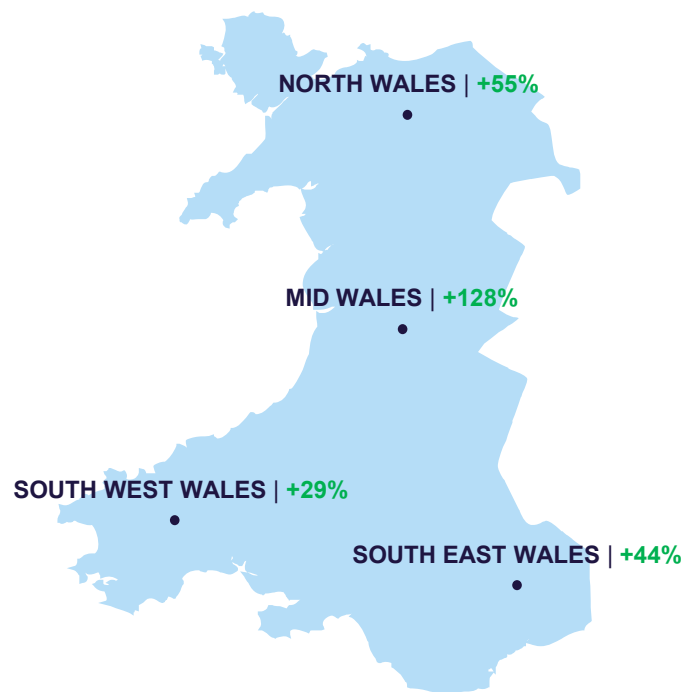 NORTH WALES | +55%
MID WALES | +128%
SOUTH WEST WALES | +29%
SOUTH EAST WALES | +44%